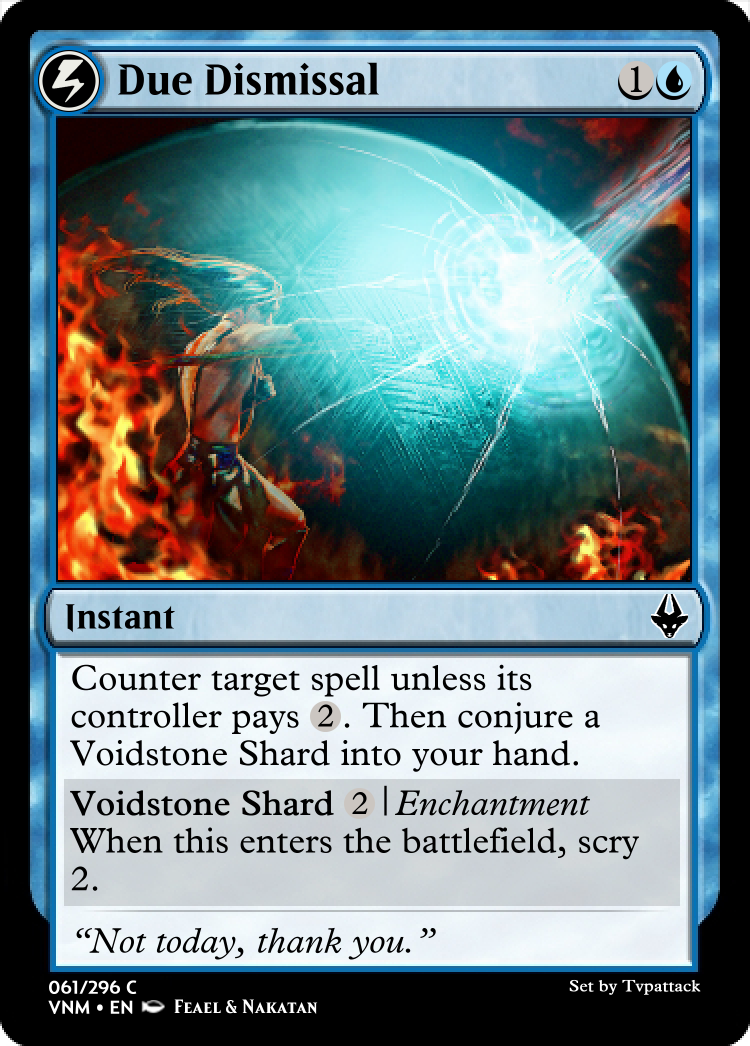 Due Dismissal 1
Instant
Counter target spell unless its
controller pays 2. Then conjure a
Voidstone Shard into your hand.
Voidstone Shard 2 | Enchantment
When this enters the battlefield, scry
2.
“Not today, thank you.”
061/296 C
Set by Tvpattack
VNM • EN Feael & Nakatan